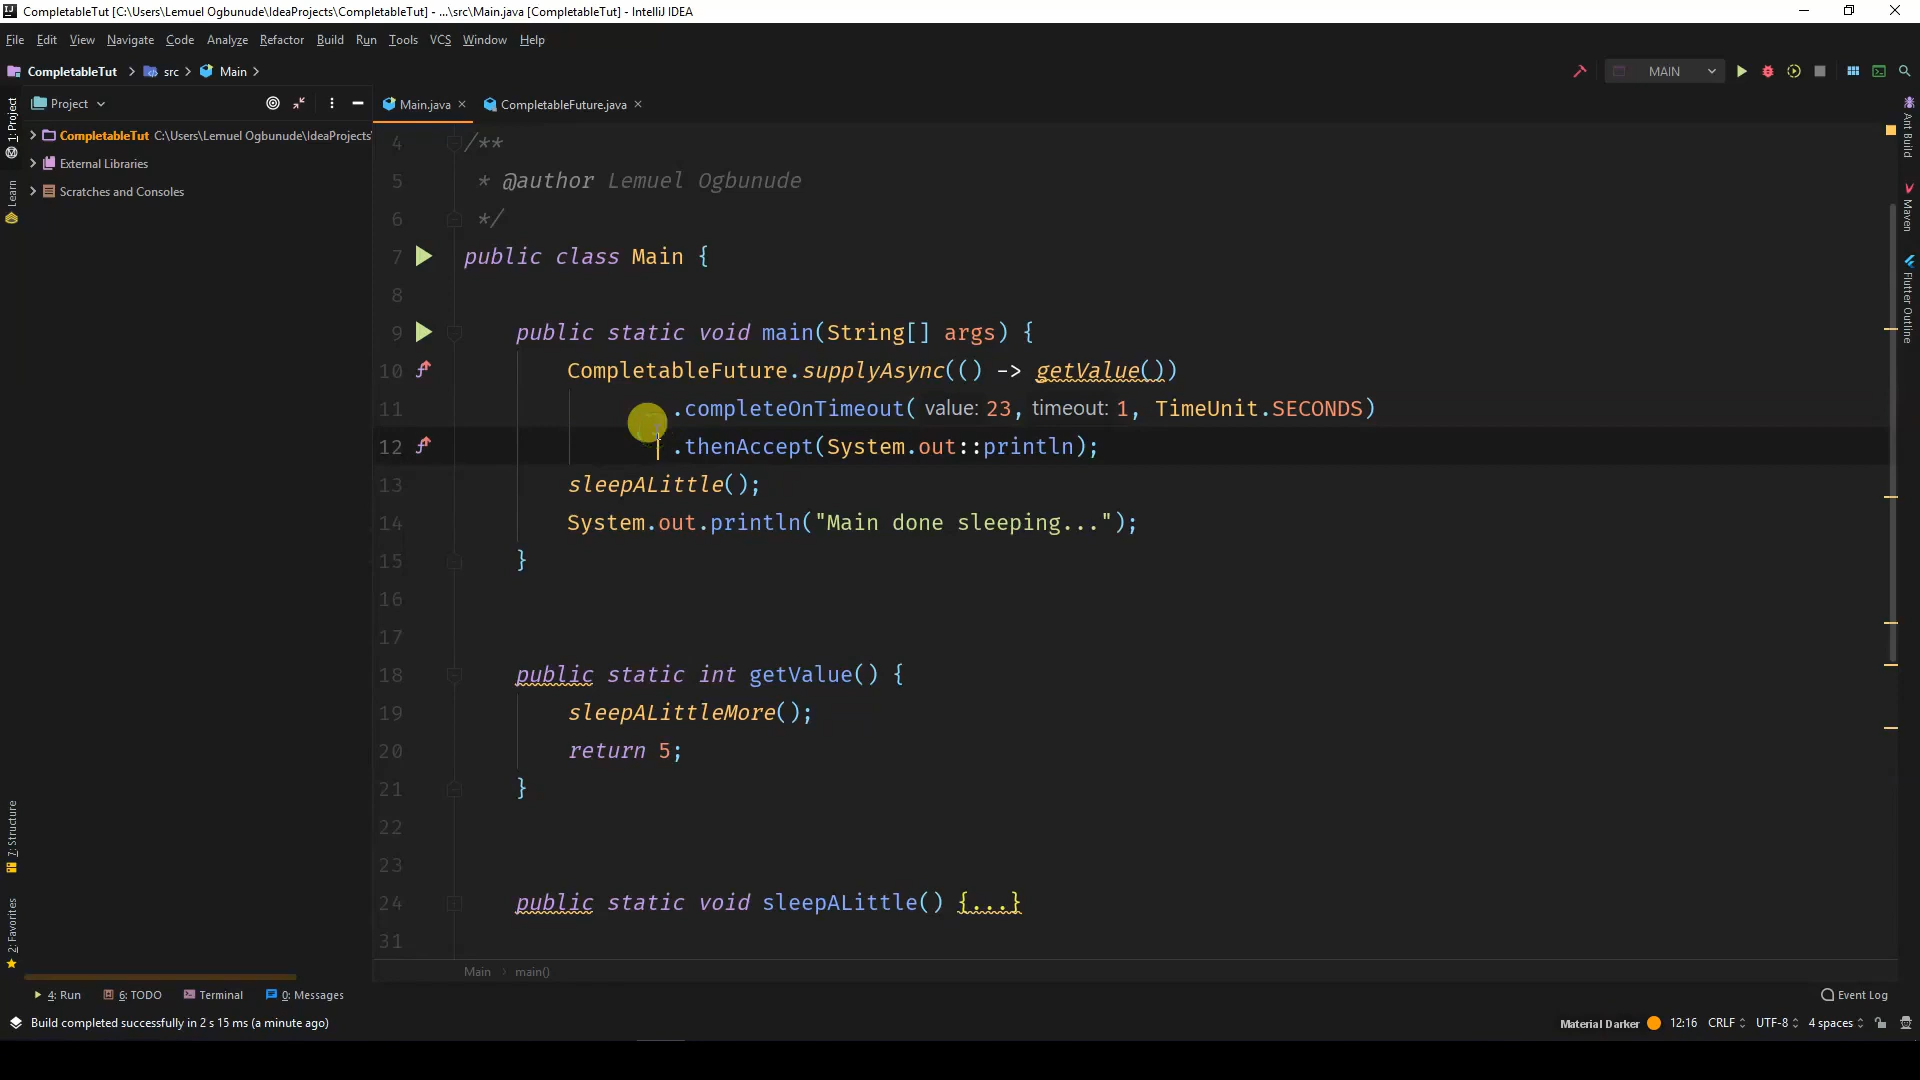 CompletableTut [C:\Users\Lemuel Ogbunude\IdeaProjects\CompletableTut] - ...\src\Main.java [CompletableTut] - IntelliJ IDEA
File Edit View Navigate Code Analyze Refactor Build Run Tools VCS Window Help
CompletableTut src Main MAIN
Project Main.java CompletableFuture.java
CompletableTut C:\Users\Lemuel Ogbunude\IdeaProjects
External Libraries
Scratches and Consoles
1: Project
Learn
7: Structure
2: Favorites
4 /**
5 * @author Lemuel Ogbunude
6 */
7 public class Main {
8
9 public static void main(String[] args) {
10 CompletableFuture.supplyAsync(() -> getValue())
11 .completeOnTimeout( value: 23, timeout: 1, TimeUnit.SECONDS)
12 .thenAccept(System.out::println);
13 sleepALittle();
14 System.out.println("Main done sleeping...");
15 }
16
17
18 public static int getValue() {
19 sleepALittleMore();
20 return 5;
21 }
22
23
24 public static void sleepALittle() {...}
31
Ant Build
Maven
Flutter Outline
Main main()
4: Run 6: TODO Terminal 0: Messages Event Log
Build completed successfully in 2 s 15 ms (a minute ago) Material Darker 12:16 CRLF UTF-8 4 spaces